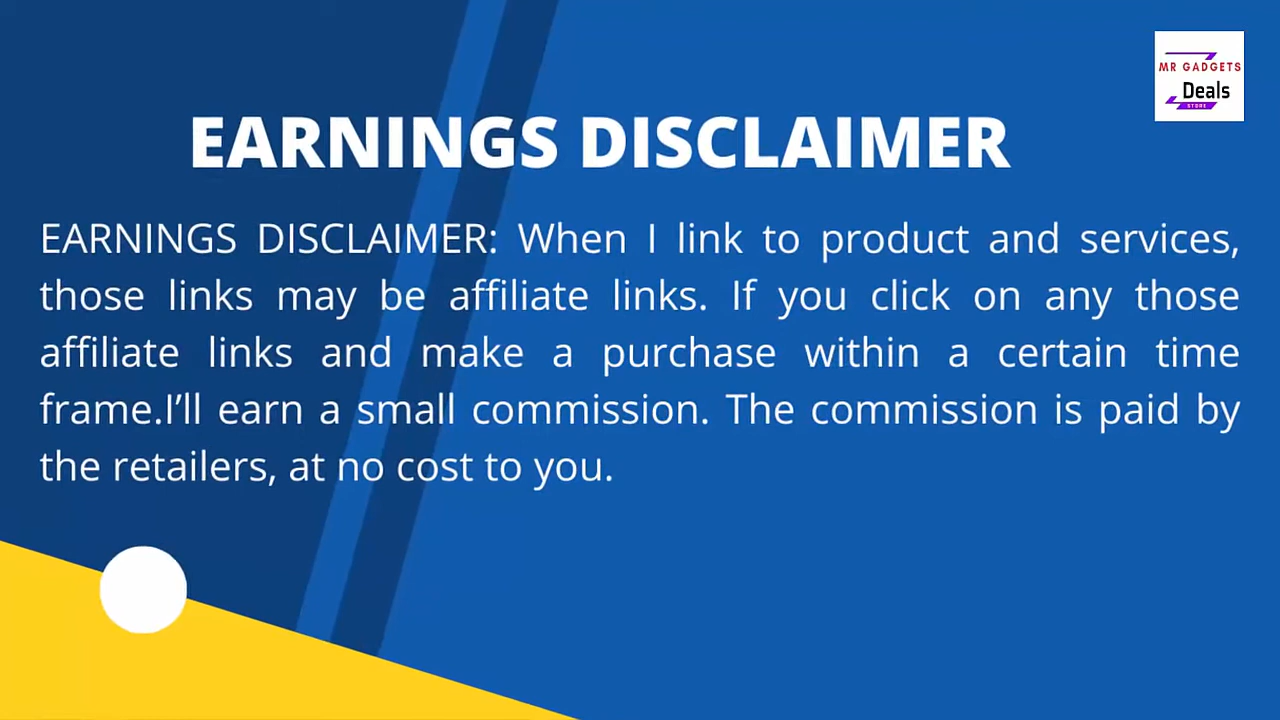 MR GADGETS
Deals
STORE
EARNINGS DISCLAIMER
EARNINGS DISCLAIMER: When I link to product and services,
those links may be affiliate links. If you click on any those
affiliate links and make a purchase within a certain time
frame.I’ll earn a small commission. The commission is paid by
the retailers, at no cost to you.